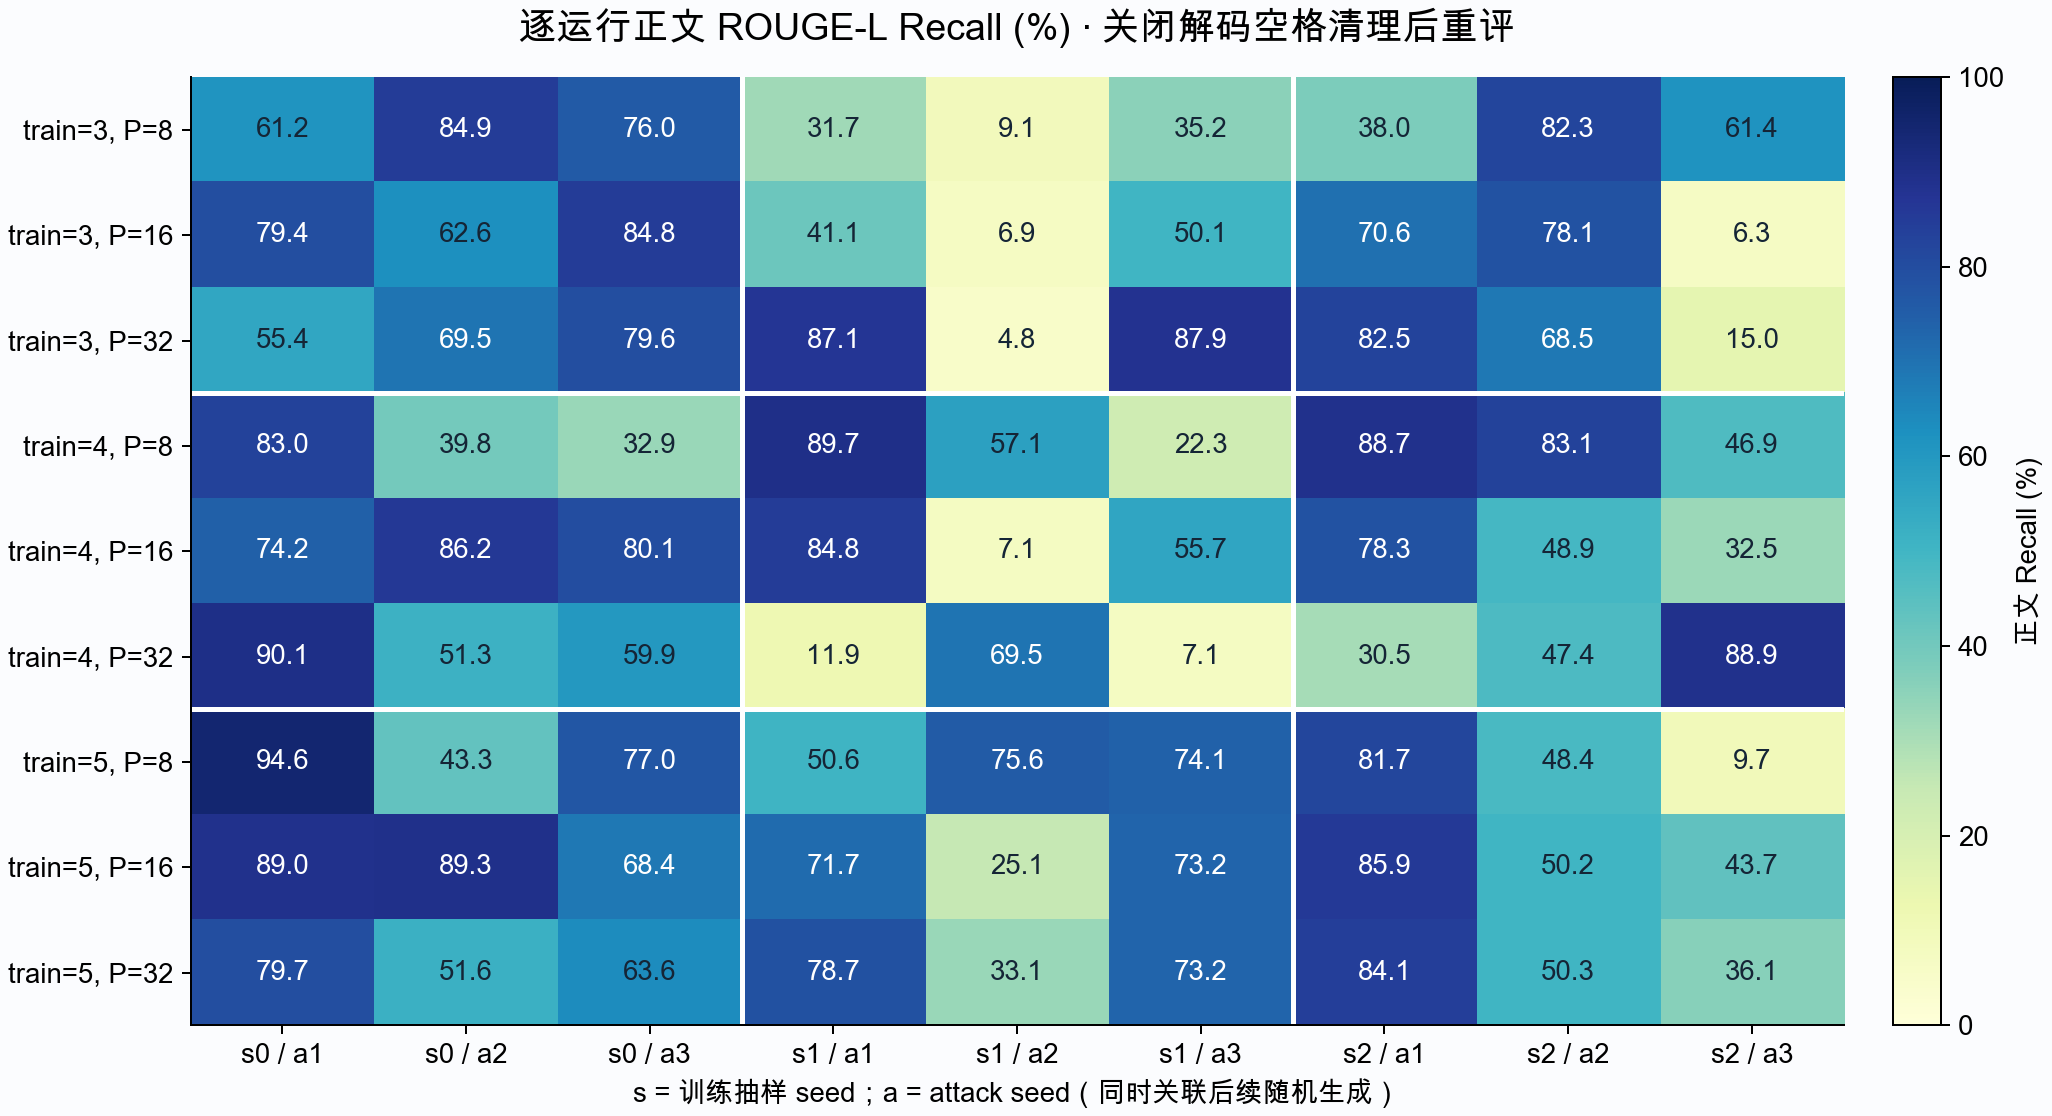 逐运行正文 ROUGE-L Recall (%) · 关闭解码空格清理后重评
train=3, P=8 61.2 84.9 76.0 31.7 9.1 35.2 38.0 82.3 61.4
train=3, P=16 79.4 62.6 84.8 41.1 6.9 50.1 70.6 78.1 6.3
train=3, P=32 55.4 69.5 79.6 87.1 4.8 87.9 82.5 68.5 15.0
train=4, P=8 83.0 39.8 32.9 89.7 57.1 22.3 88.7 83.1 46.9
train=4, P=16 74.2 86.2 80.1 84.8 7.1 55.7 78.3 48.9 32.5
train=4, P=32 90.1 51.3 59.9 11.9 69.5 7.1 30.5 47.4 88.9
train=5, P=8 94.6 43.3 77.0 50.6 75.6 74.1 81.7 48.4 9.7
train=5, P=16 89.0 89.3 68.4 71.7 25.1 73.2 85.9 50.2 43.7
train=5, P=32 79.7 51.6 63.6 78.7 33.1 73.2 84.1 50.3 36.1
s0 / a1 s0 / a2 s0 / a3 s1 / a1 s1 / a2 s1 / a3 s2 / a1 s2 / a2 s2 / a3
s = 训练抽样 seed；a = attack seed（同时关联后续随机生成）
100
80
60
40
20
0
正文 Recall (%)